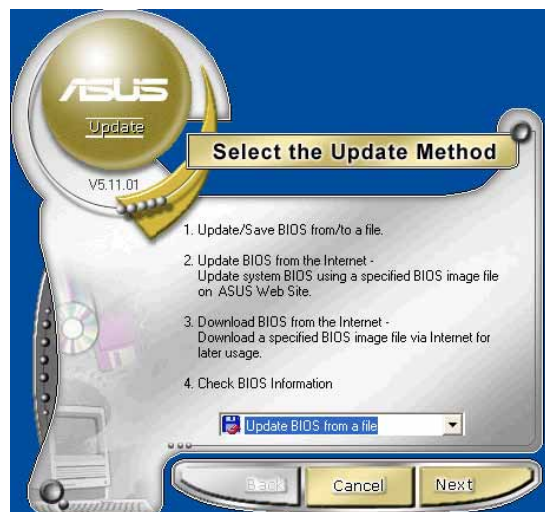 ASUS
Update
V5.11.01
Select the Update Method
1. Update/Save BIOS from/to a file.
2. Update BIOS from the Internet -
Update system BIOS using a specified BIOS image file
on ASUS Web Site.
3. Download BIOS from the Internet -
Download a specified BIOS image file via Internet for
later usage.
4. Check BIOS Information
Update BIOS from a file
Back Cancel Next